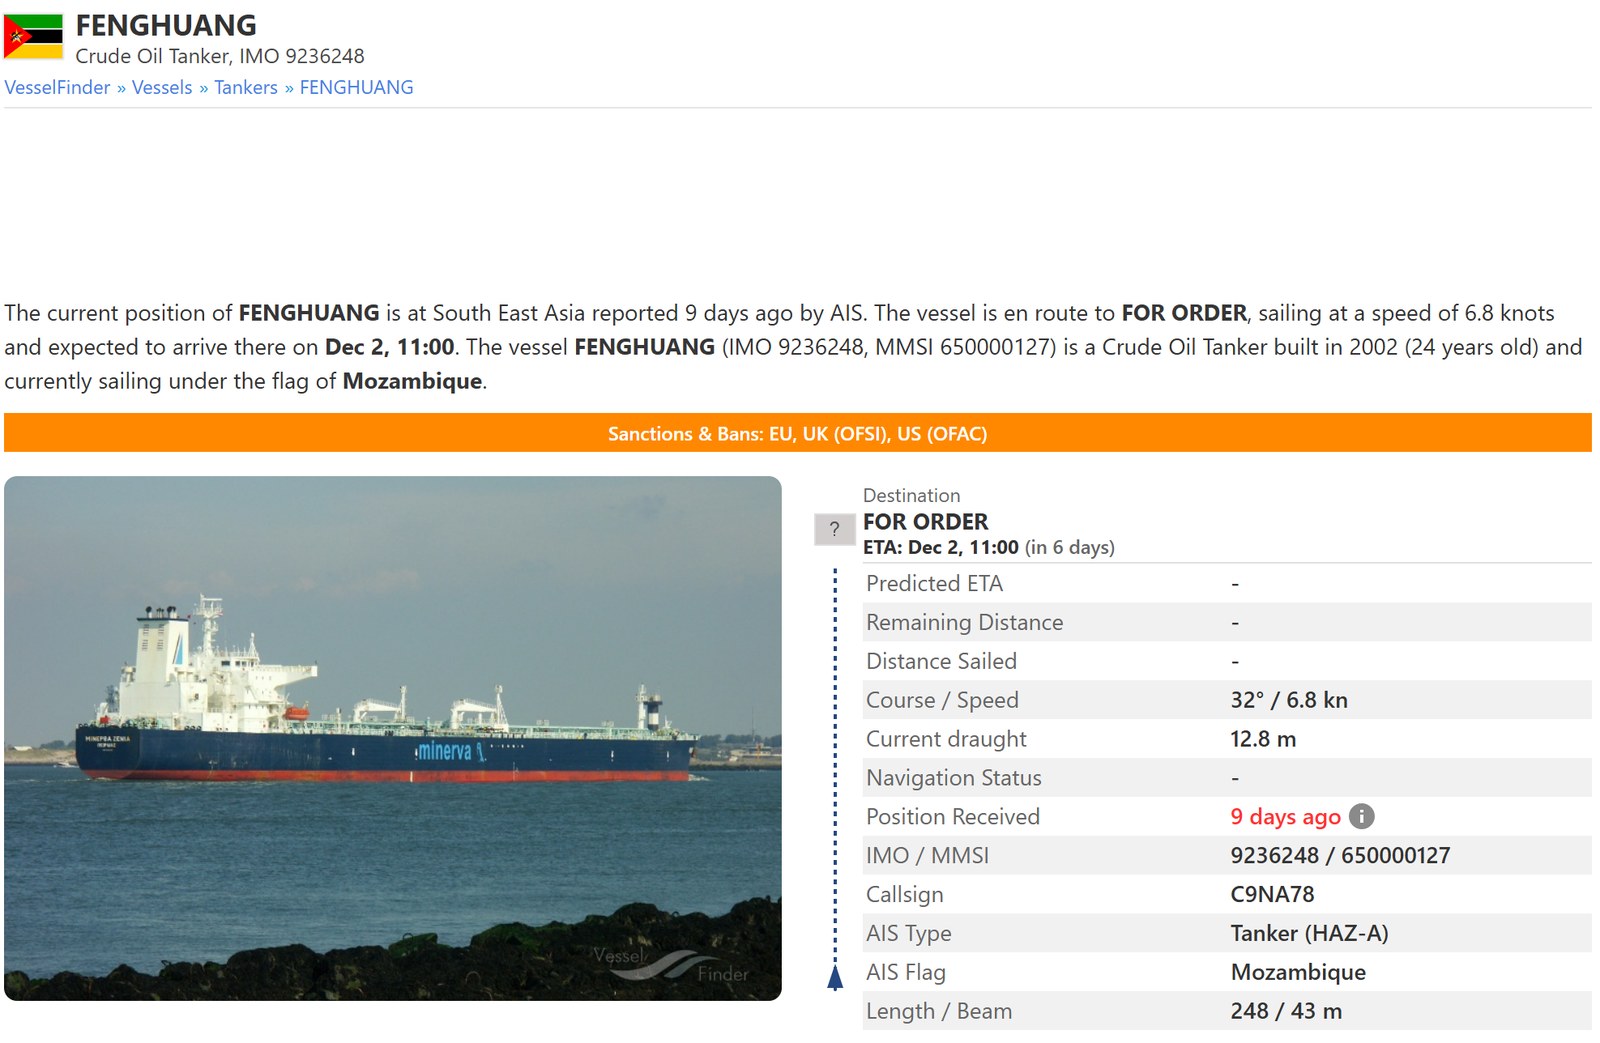 FENGHUANG
Crude Oil Tanker, IMO 9236248
VesselFinder » Vessels » Tankers » FENGHUANG
The current position of FENGHUANG is at South East Asia reported 9 days ago by AIS. The vessel is en route to FOR ORDER, sailing at a speed of 6.8 knots
and expected to arrive there on Dec 2, 11:00. The vessel FENGHUANG (IMO 9236248, MMSI 650000127) is a Crude Oil Tanker built in 2002 (24 years old) and
currently sailing under the flag of Mozambique.
Sanctions & Bans: EU, UK (OFSI), US (OFAC)
MINEРВА ZENIA
minerva
Vessel
Finder
Destination
?
FOR ORDER
ETA: Dec 2, 11:00 (in 6 days)
Predicted ETA -
Remaining Distance -
Distance Sailed -
Course / Speed 32° / 6.8 kn
Current draught 12.8 m
Navigation Status -
Position Received 9 days ago i
IMO / MMSI 9236248 / 650000127
Callsign C9NA78
AIS Type Tanker (HAZ-A)
AIS Flag Mozambique
Length / Beam 248 / 43 m